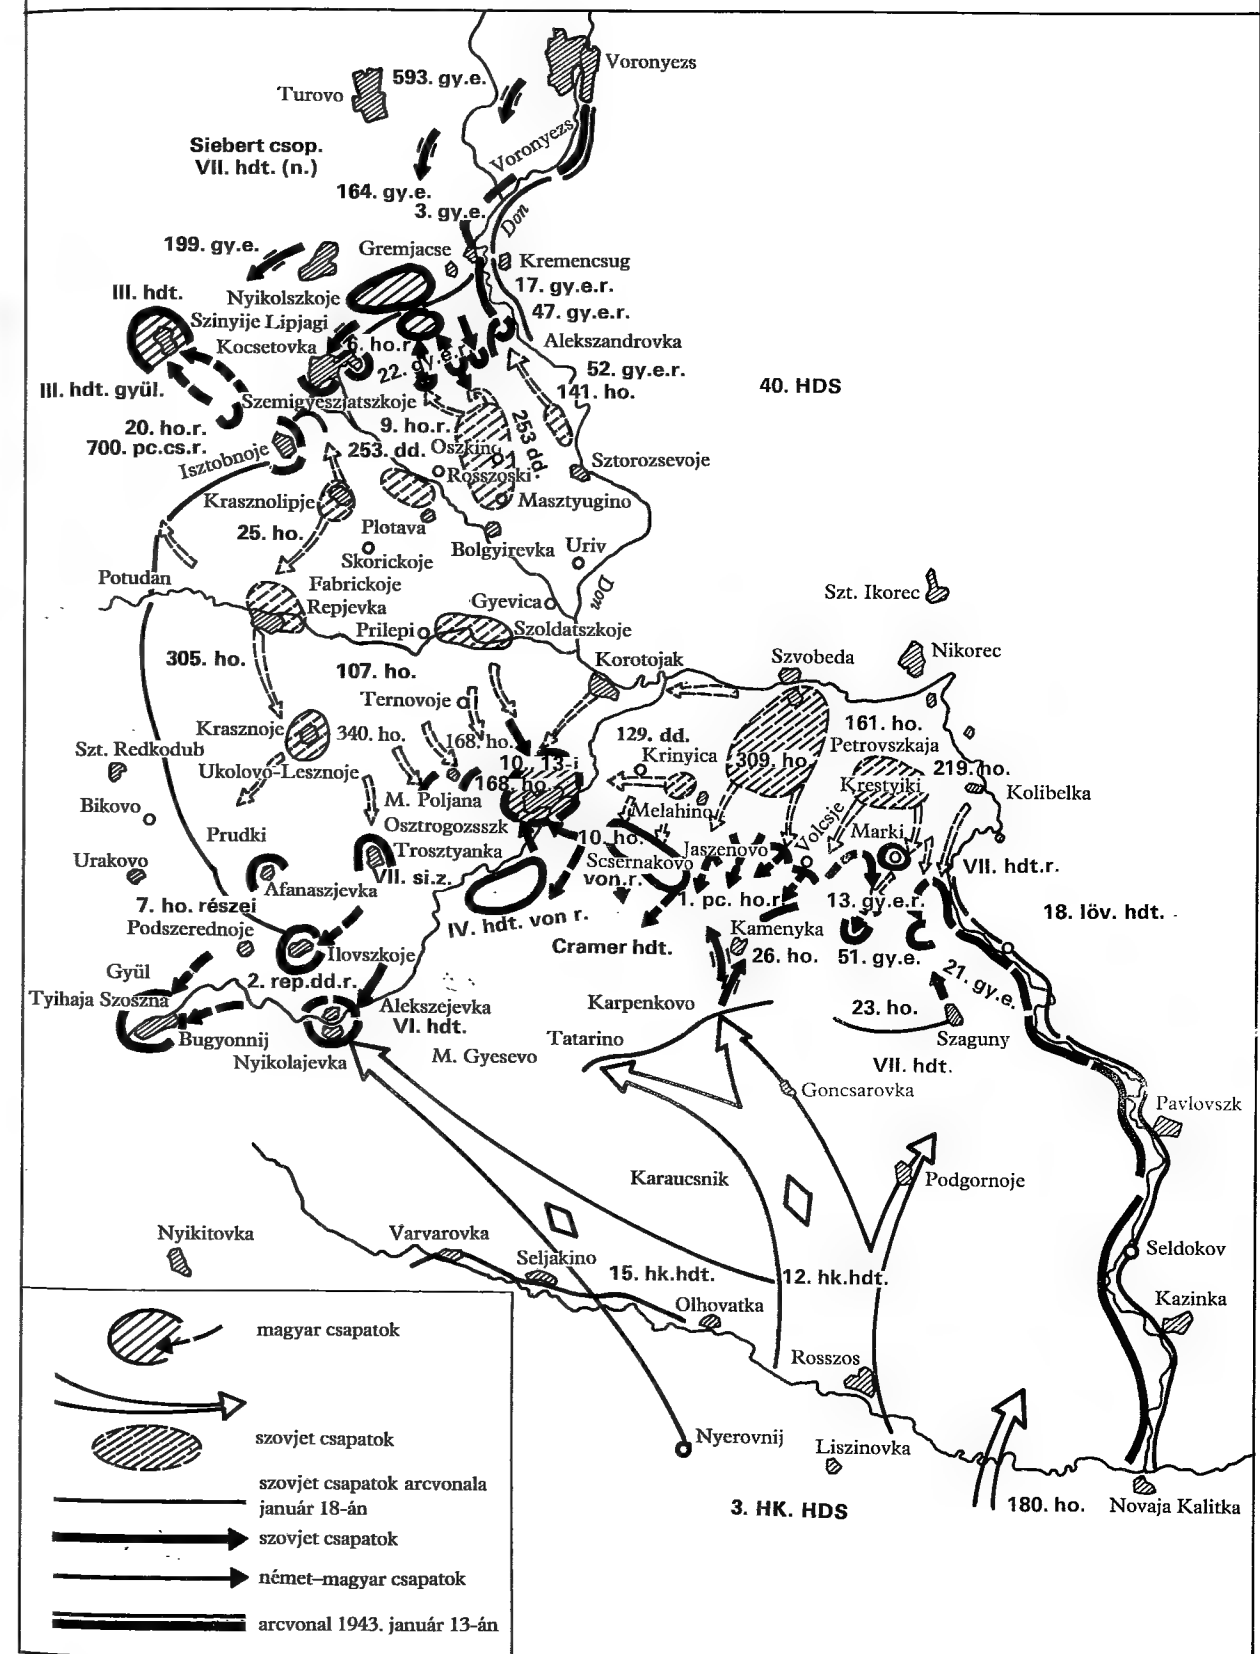 Voronyezs
593. gy.e.
Turovo
Voronyezs
Siebert csop.
VII. hdt. (n.)
164. gy.e.
3. gy.e.
Don
199. gy.e.
Gremjacse
Kremencsug
17. gy.e.r.
III. hdt.
Nyikolszkoje
47. gy.e.r.
Szinyije Lipjagi
Kocsetovka
6. ho.r.
Alekszandrovka
22. gy.e.r.
52. gy.e.r.
40. HDS
III. hdt. gyül.
141. ho.
Szemigyeszjatszkoje
20. ho.r.
9. ho.r.
253 dd.
700. pc.cs.r.
253. dd.
Oszkino
Isztobnoje
Sztorozsevoje
Rosszoski
Krasznolipje
Masztyugino
25. ho.
Plotava
Bolgyirevka
Uriv
Skorickoje
Potudan
Fabrickoje
Don
Szt. Ikorec
Repjevka
Gyevica
Prilepi
Szoldatszkoje
305. ho.
107. ho.
Korotojak
Szvoboda
Nikorec
Ternovoje
Krasznoje
340. ho.
168. ho.
129. dd.
161. ho.
Szt. Redkodub
Krinyica
Petrovszkaja
10., 13-i
309. ho.
219. ho.
Ukolovo-Lesznoje
168. ho.
Krestyiki
Kolibelka
Bikovo
M. Poljana
Melahino
Osztrogozsszk
Volcsje
Prudki
10. ho.
Marki
Trosztyanka
Jaszenovo
Urakovo
Scsernakovo
VII. hdt.r.
VII. si.z.
von.r.
Afanaszjevka
1. pc. ho.r.
13. gy.e.r.
7. ho. részei
IV. hdt. von r.
18. löv. hdt.
Podszerednoje
Kamenyka
Cramer hdt.
26. ho.
51. gy.e.
Ilovszkoje
21. gy.e.
Gyül
2. rep.dd.r.
Tyihaja Szoszna
Alekszejevka
Karpenkovo
23. ho.
VI. hdt.
Bugyonnij
Tatarino
Szaguny
Nyikolajevka
M. Gyesevo
VII. hdt.
Goncsarovka
Pavlovszk
Karaucsnik
Podgornoje
Nyikitovka
Varvarovka
Seldokov
Seljakino
15. hk.hdt.
12. hk.hdt.
Olhovatka
Kazinka
Rosszos
Nyerovnij
Liszinovka
3. HK. HDS
180. ho.
Novaja Kalitka
magyar csapatok
szovjet csapatok
szovjet csapatok arcvonala
január 18-án
szovjet csapatok
német–magyar csapatok
arcvonal 1943. január 13-án